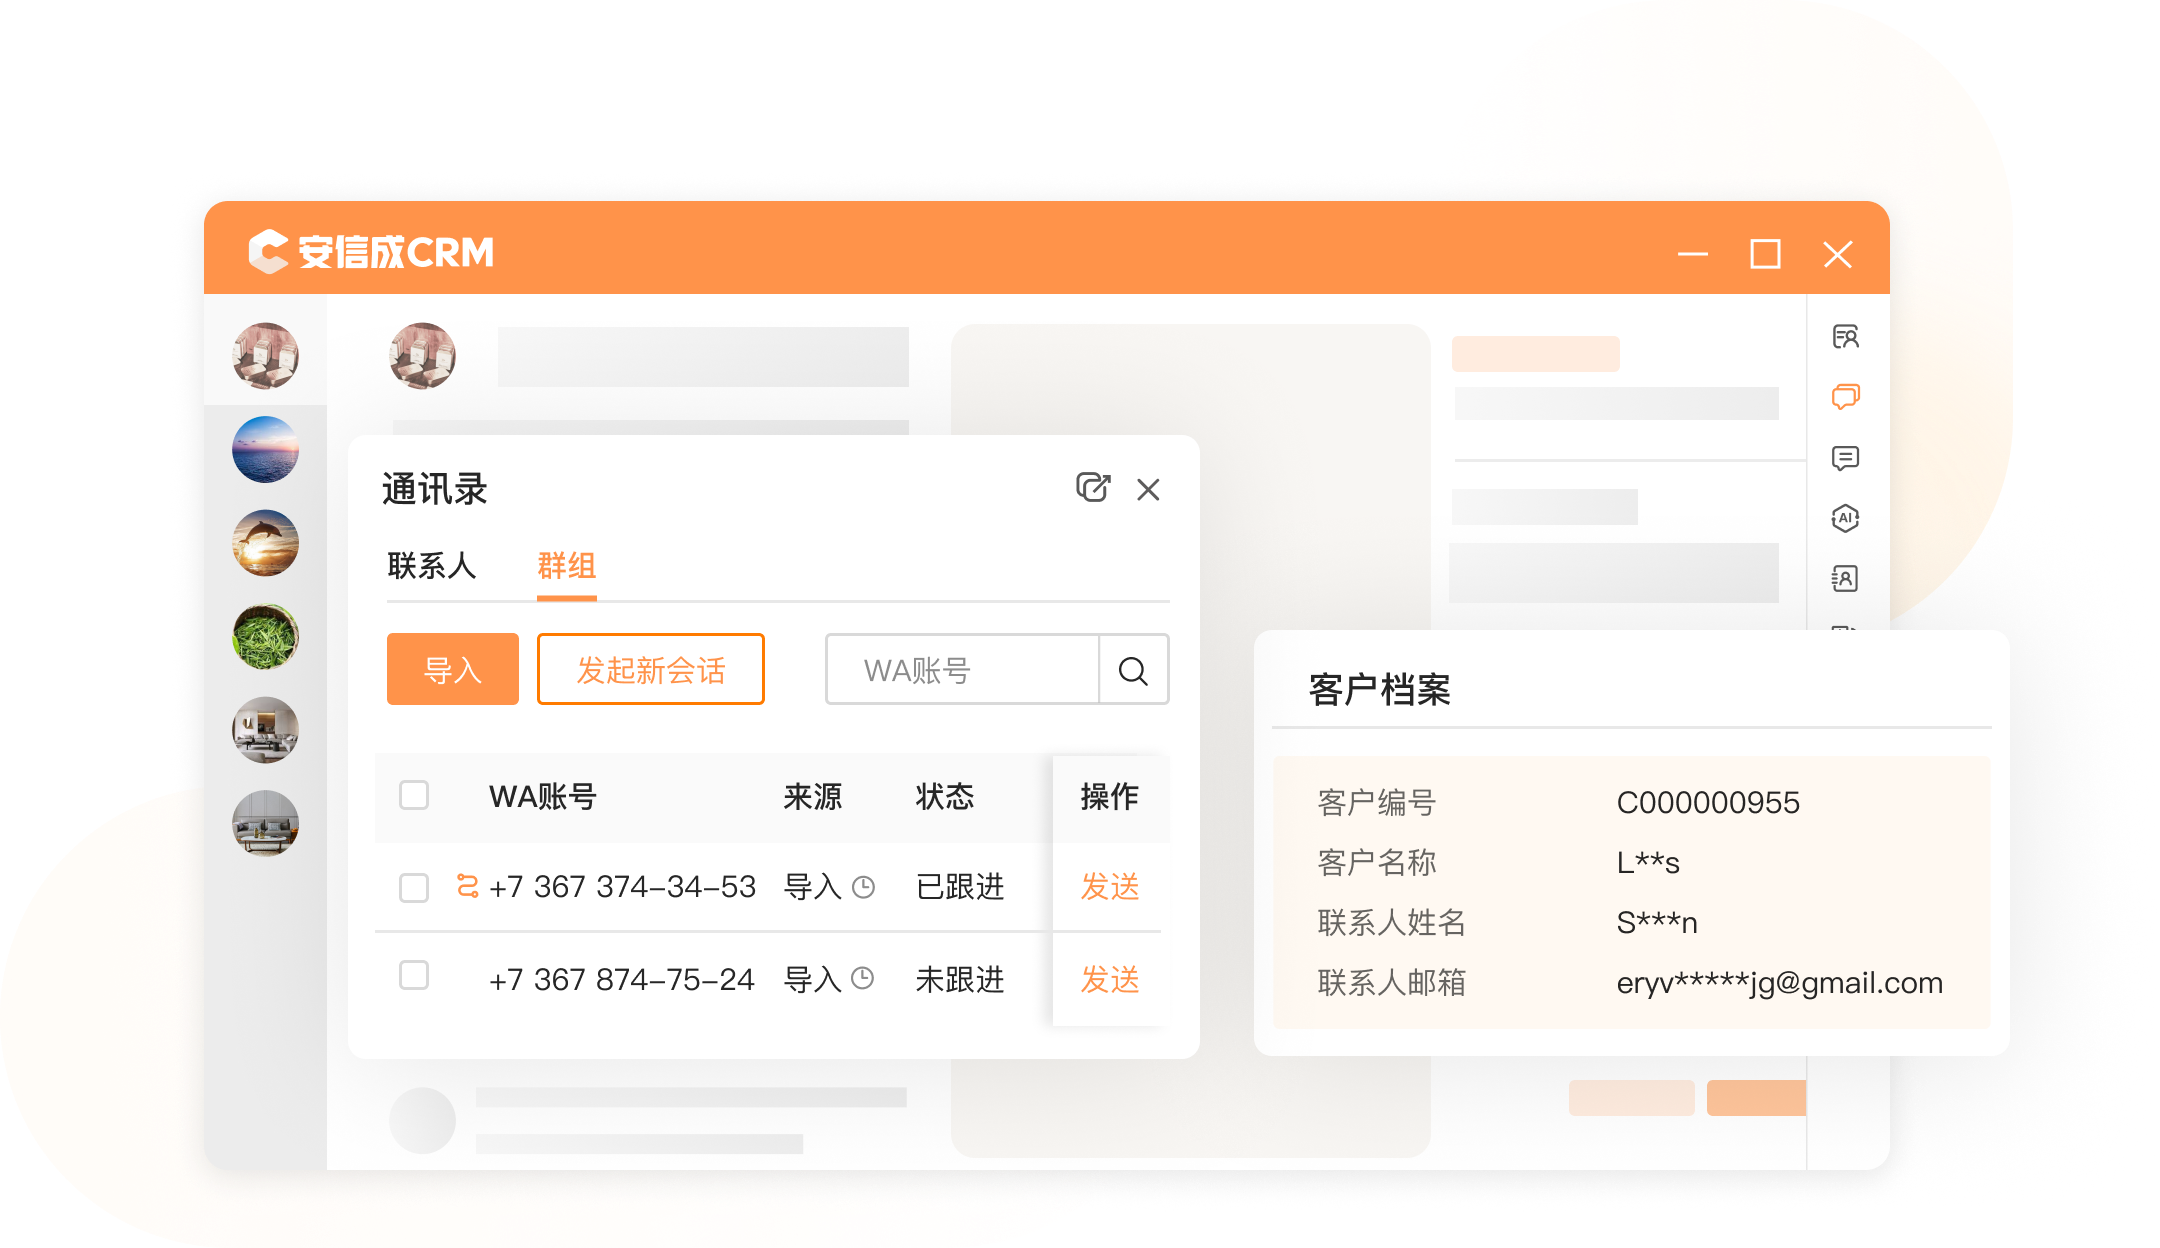 安信成CRM
通讯录
联系人 群组
导入 发起新会话 WA账号
WA账号 来源 状态 操作
+7 367 374-34-53 导入 已跟进 发送
+7 367 874-75-24 导入 未跟进 发送
AI
客户档案
客户编号 C000000955
客户名称 L**s
联系人姓名 S***n
联系人邮箱 eryv*****jg@gmail.com